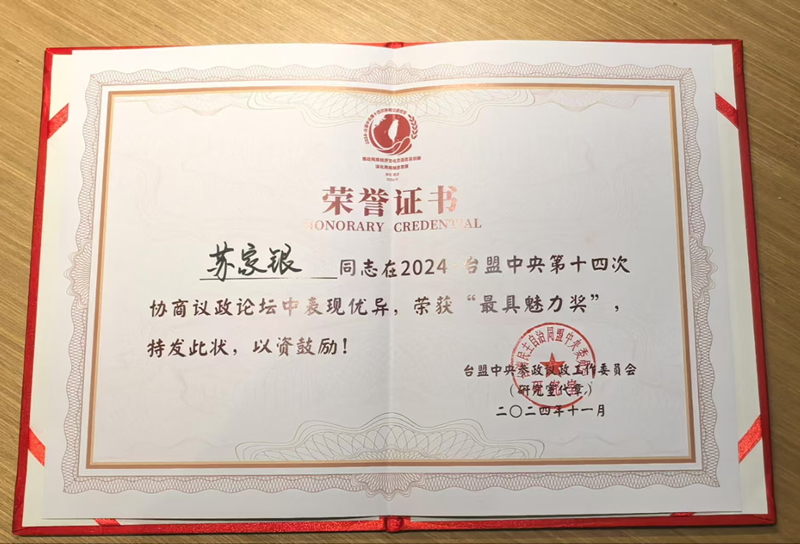 荣誉证书
HONORARY CREDENTIAL
苏家银 同志在2024 台盟中央第十四次
协商议政论坛中表现优异，荣获“最具魅力奖”，
持发此状，以资鼓励！
台盟中央参政议政工作委员会
（研究室代章）
二〇二四年十一月